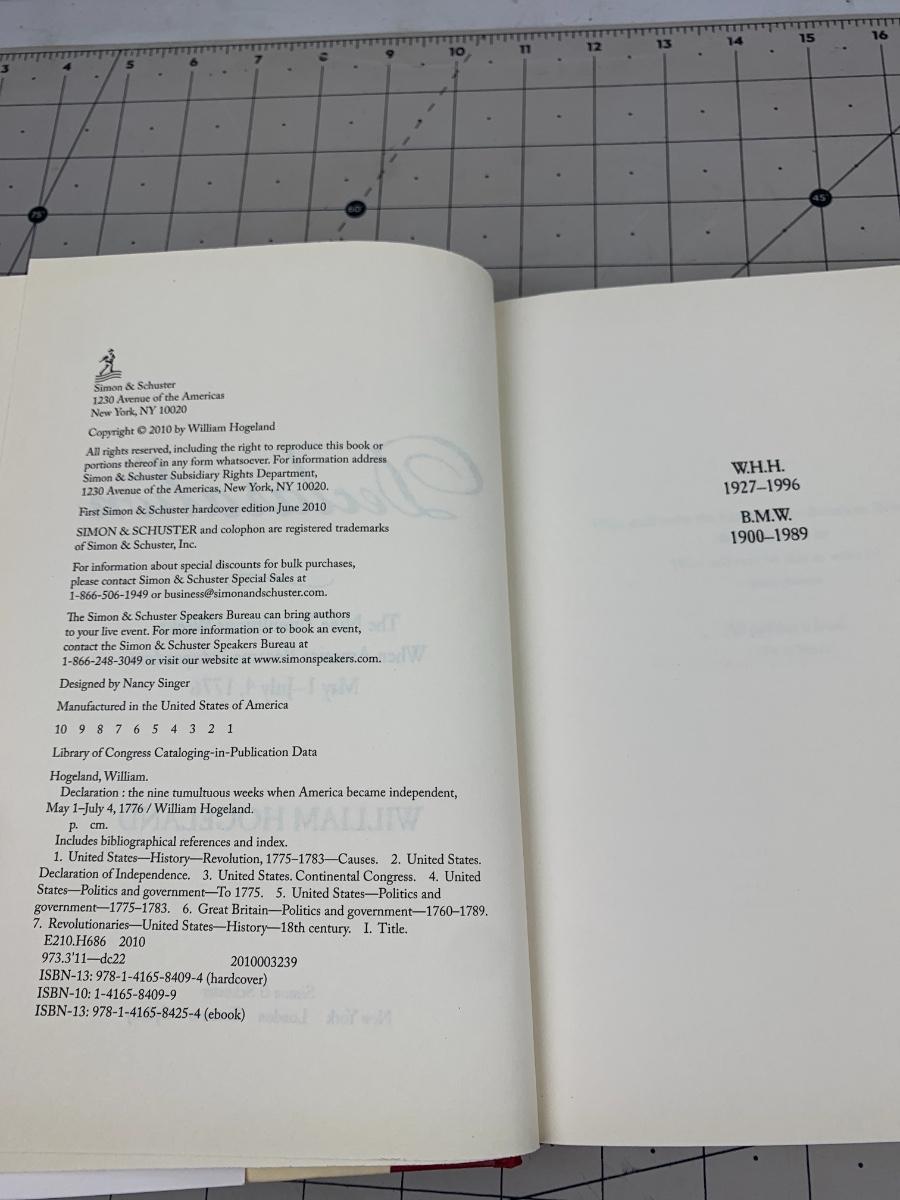 3 4 5 6 7 8 9 10 11 12 13 14 15 16
75° 60° 45°
Simon & Schuster
1230 Avenue of the Americas
New York, NY 10020
Copyright © 2010 by William Hogeland
All rights reserved, including the right to reproduce this book or
portions thereof in any form whatsoever. For information address
Simon & Schuster Subsidiary Rights Department,
1230 Avenue of the Americas, New York, NY 10020.
First Simon & Schuster hardcover edition June 2010
SIMON & SCHUSTER and colophon are registered trademarks
of Simon & Schuster, Inc.
For information about special discounts for bulk purchases,
please contact Simon & Schuster Special Sales at
1-866-506-1949 or business@simonandschuster.com.
The Simon & Schuster Speakers Bureau can bring authors
to your live event. For more information or to book an event,
contact the Simon & Schuster Speakers Bureau at
1-866-248-3049 or visit our website at www.simonspeakers.com.
Designed by Nancy Singer
Manufactured in the United States of America
10 9 8 7 6 5 4 3 2 1
Library of Congress Cataloging-in-Publication Data
Hogeland, William.
Declaration : the nine tumultuous weeks when America became independent,
May 1–July 4, 1776 / William Hogeland.
p. cm.
Includes bibliographical references and index.
1. United States—History—Revolution, 1775–1783—Causes. 2. United States.
Declaration of Independence. 3. United States. Continental Congress. 4. United
States—Politics and government—To 1775. 5. United States—Politics and
government—1775–1783. 6. Great Britain—Politics and government—1760–1789.
7. Revolutionaries—United States—History—18th century. I. Title.
E210.H686 2010
973.3'11—dc22 2010003239
ISBN-13: 978-1-4165-8409-4 (hardcover)
ISBN-10: 1-4165-8409-9
ISBN-13: 978-1-4165-8425-4 (ebook)
W.H.H.
1927–1996
B.M.W.
1900–1989